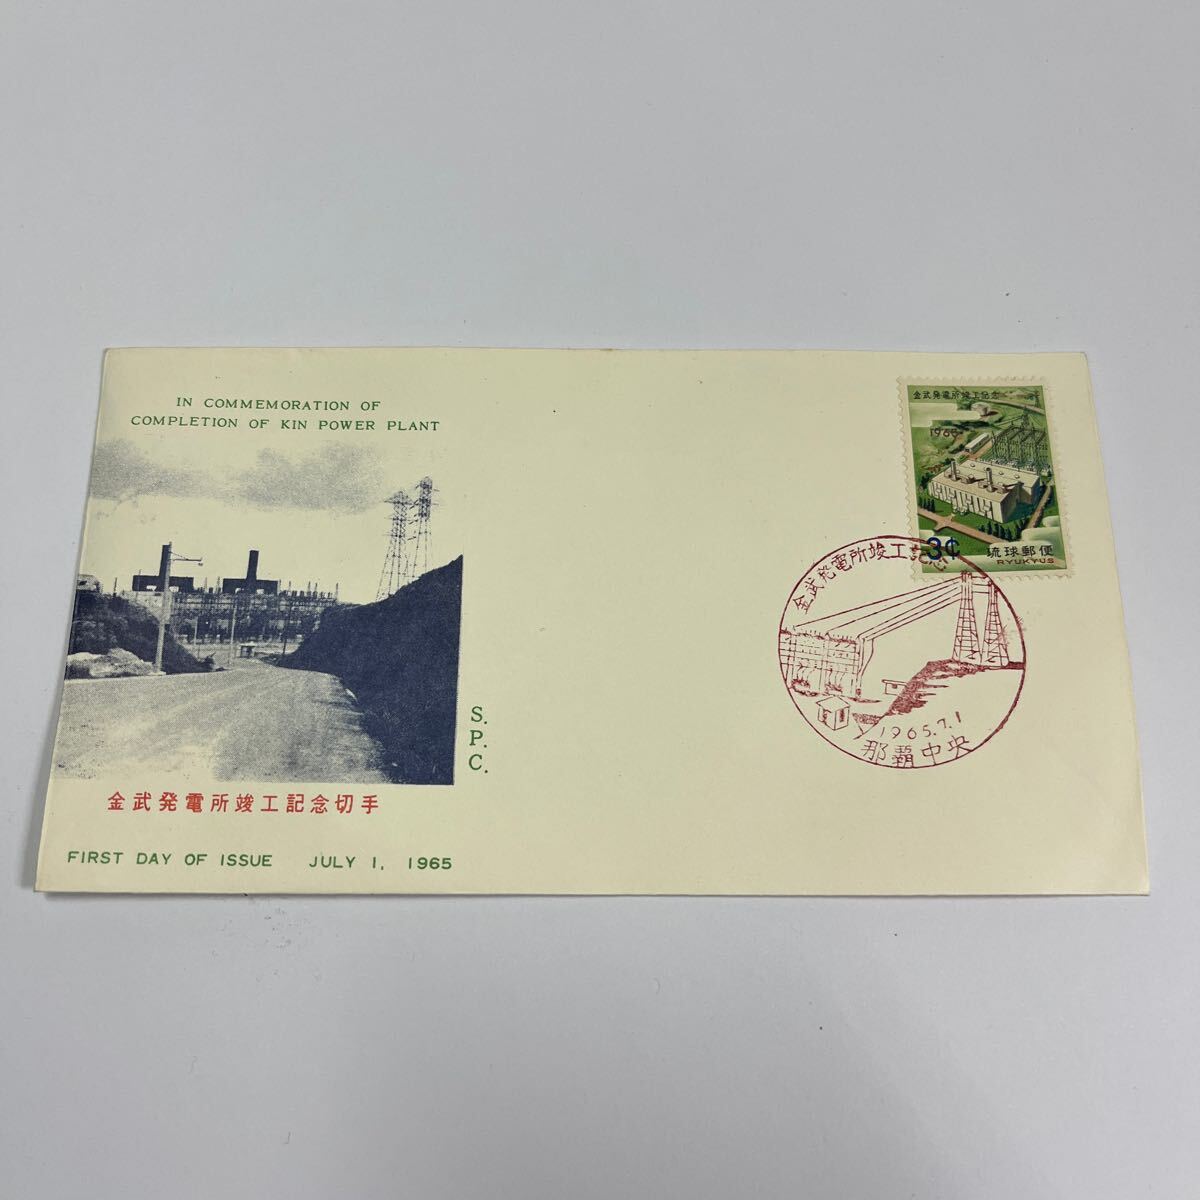 IN COMMEMORATION OF
COMPLETION OF KIN POWER PLANT
S.
P.
C.
金武発電所竣工記念切手
FIRST DAY OF ISSUE JULY 1, 1965
金武発電所竣工記念
1965
3¢
琉球郵便
RYUKYUS
金武発電所竣工記念
1965.7.1
那覇中央